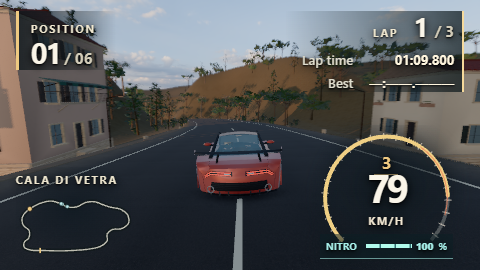 POSITION
01 / 06
LAP 1 / 3
Lap time 01:09.800
Best --:--.---
CALA DI VETRA
3
79
KM/H
NITRO 100 %